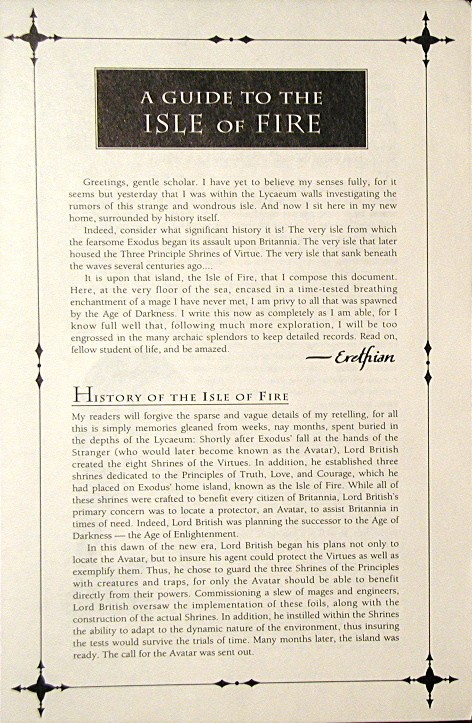 A GUIDE TO THE
ISLE OF FIRE
Greetings, gentle scholar. I have yet to believe my senses fully, for it
seems but yesterday that I was within the Lycaeum walls investigating the
rumors of this strange and wondrous isle. And now I sit here in my new
home, surrounded by history itself.
Indeed, consider what significant history it is! The very isle from which
the fearsome Exodus began its assault upon Britannia. The very isle that later
housed the Three Principle Shrines of Virtue. The very isle that sank beneath
the waves several centuries ago....
It is upon that island, the Isle of Fire, that I compose this document.
Here, at the very floor of the sea, encased in a time-tested breathing
enchantment of a mage I have never met, I am privy to all that was spawned
by the Age of Darkness. I write this now as completely as I am able, for I
know full well that, following much more exploration, I will be too
engrossed in the many archaic splendors to keep detailed records. Read on,
fellow student of life, and be amazed.
— Erethian
HISTORY OF THE ISLE OF FIRE
My readers will forgive the sparse and vague details of my retelling, for all
this is simply memories gleaned from weeks, nay months, spent buried in
the depths of the Lycaeum: Shortly after Exodus' fall at the hands of the
Stranger (who would later become known as the Avatar), Lord British
created the eight Shrines of the Virtues. In addition, he established three
shrines dedicated to the Principles of Truth, Love, and Courage, which he
had placed on Exodus' home island, known as the Isle of Fire. While all of
these shrines were crafted to benefit every citizen of Britannia, Lord British's
primary concern was to locate a protector, an Avatar, to assist Britannia in
times of need. Indeed, Lord British was planning the successor to the Age of
Darkness — the Age of Enlightenment.
In this dawn of the new era, Lord British began his plans not only to
locate the Avatar, but to insure his agent could protect the Virtues as well as
exemplify them. Thus, he chose to guard the three Shrines of the Principles
with creatures and traps, for only the Avatar should be able to benefit
directly from their powers. Commissioning a slew of mages and engineers,
Lord British oversaw the implementation of these foils, along with the
construction of the actual Shrines. In addition, he instilled within the Shrines
the ability to adapt to the dynamic nature of the environment, thus insuring
the tests would survive the trials of time. Many months later, the island was
ready. The call for the Avatar was sent out.